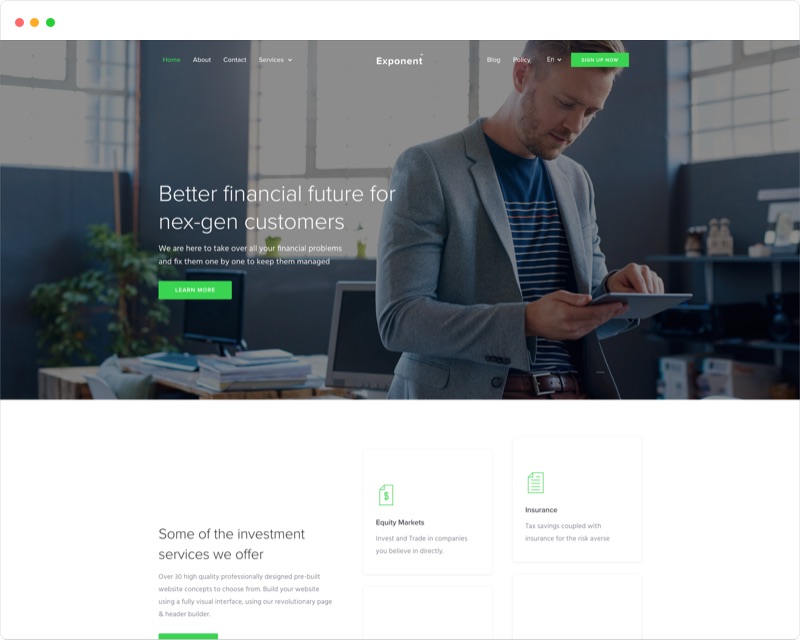 Home About Contact Services Exponent Blog Policy En SIGN UP NOW
Better financial future for
nex-gen customers
We are here to take over all your financial problems
and fix them one by one to keep them managed
LEARN MORE
Some of the investment
services we offer
Over 30 high quality professionally designed pre-built
website concepts to choose from. Build your website
using a fully visual interface, using our revolutionary page
& header builder.
$
Equity Markets
Invest and Trade in companies
you believe in directly.
Insurance
Tax savings coupled with
insurance for the risk averse